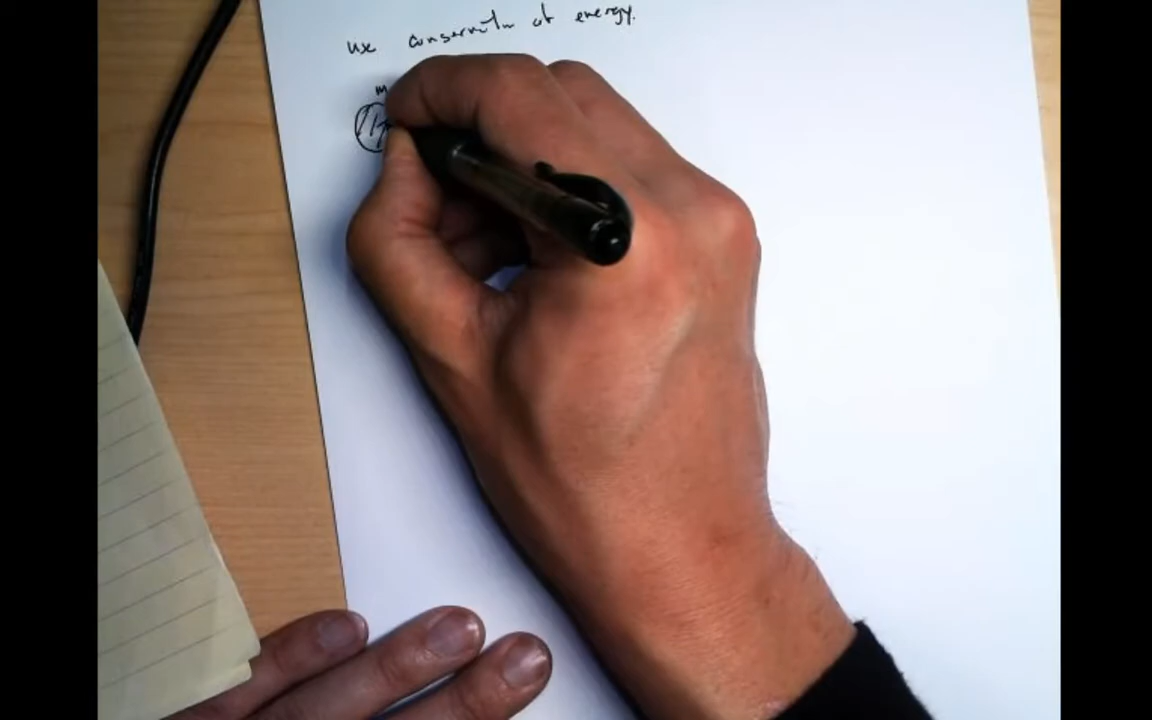 use conservation of energy.
m